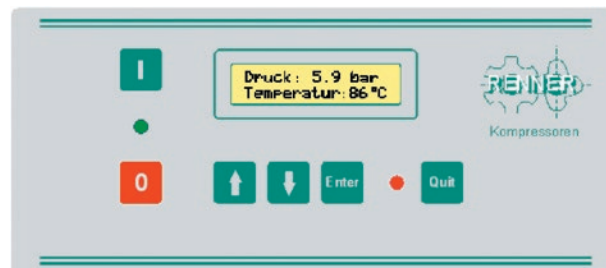 I
Druck: 5.9 bar
Temperatur:86°C
RENNER
Kompressoren
0
Enter
Quit